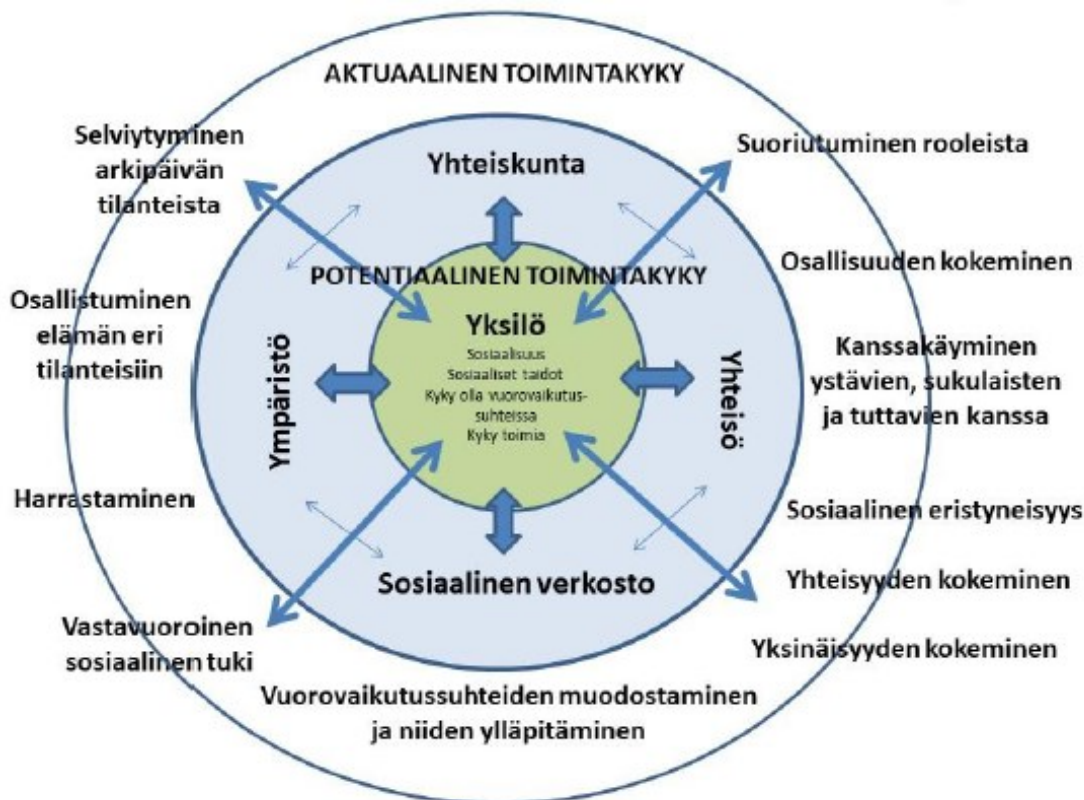 AKTUAALINEN TOIMINTAKYKY
Selviytyminen
arkipäivän
tilanteista
Yhteiskunta
Suoriutuminen rooleista
POTENTIAALINEN TOIMINTAKYKY
Osallisuuden kokeminen
Osallistuminen
elämän eri
tilanteisiin
Ympäristö
Yksilö
Sosiaalisuus
Sosiaaliset taidot
Kyky olla vuorovaikutus-
suhteissa
Kyky toimia
Yhteisö
Kanssakäyminen
ystävien, sukulaisten
ja tuttavien kanssa
Harrastaminen
Sosiaalinen eristyneisyys
Sosiaalinen verkosto
Yhteisyyden kokeminen
Vastavuoroinen
sosiaalinen tuki
Yksinäisyyden kokeminen
Vuorovaikutussuhteiden muodostaminen
ja niiden ylläpitäminen